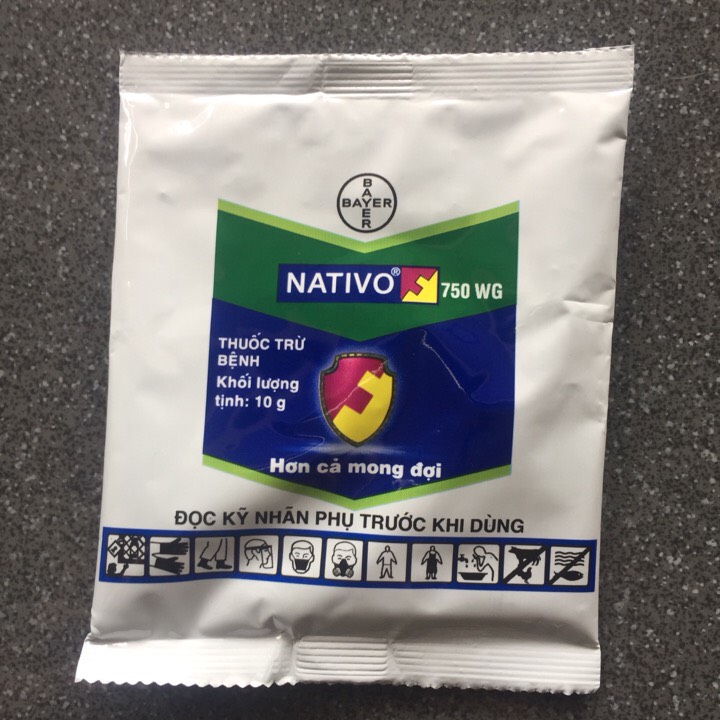 BAYER
BAYER
NATIVO®
750 WG
THUỐC TRỪ
BỆNH
Khối lượng
tịnh: 10 g
Hơn cả mong đợi
ĐỌC KỸ NHÃN PHỤ TRƯỚC KHI DÙNG